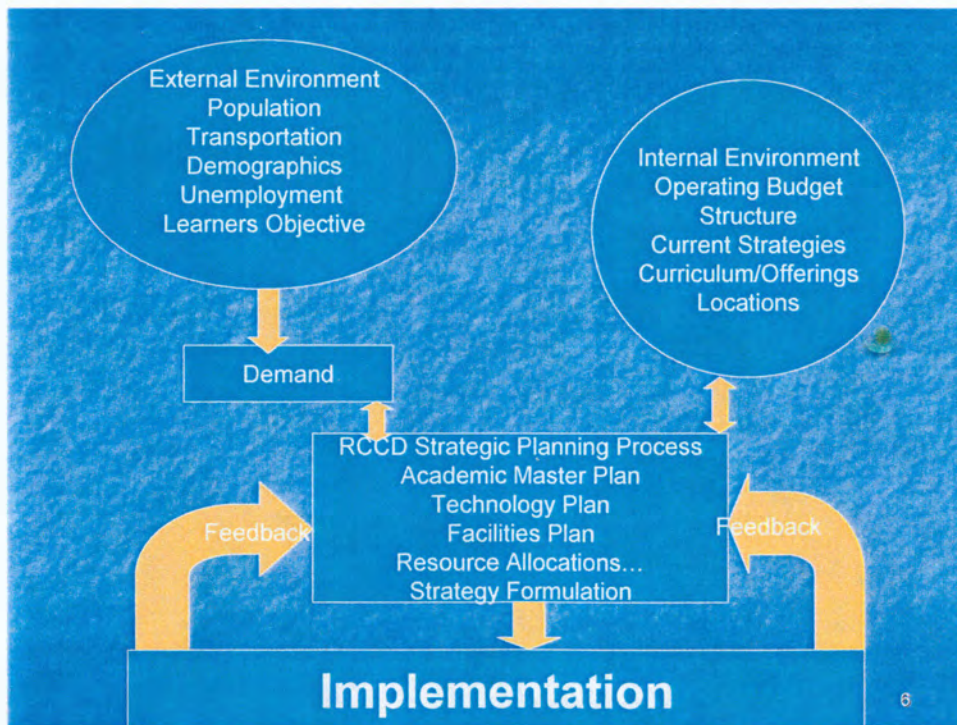 External Environment
Population
Transportation
Demographics
Unemployment
Learners Objective
Internal Environment
Operating Budget
Structure
Current Strategies
Curriculum/Offerings
Locations
Demand
RCCD Strategic Planning Process
Academic Master Plan
Technology Plan
Facilities Plan
Resource Allocations...
Strategy Formulation
Feedback
Feedback
Implementation
6